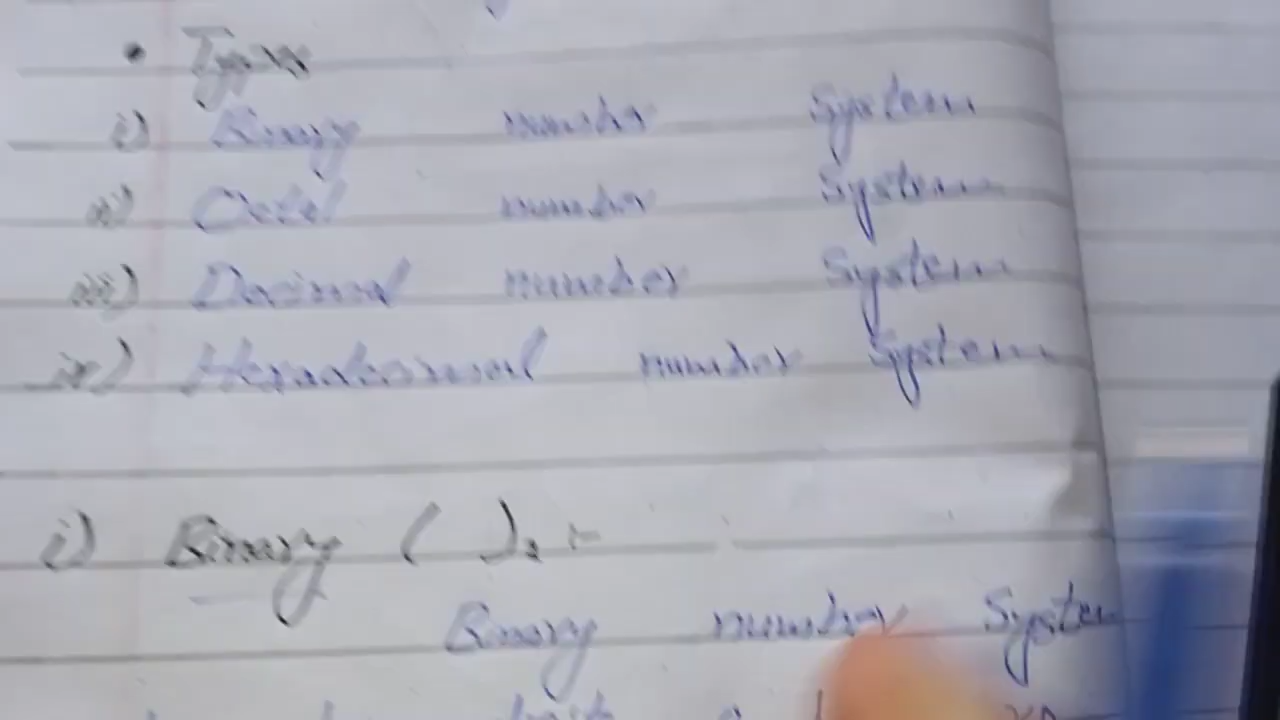 • Types
i) Binary number System
ii) Octal number System
iii) Decimal number System
iv) Hexadecimal number System
i) Binary ( )₂ :-
Binary number System